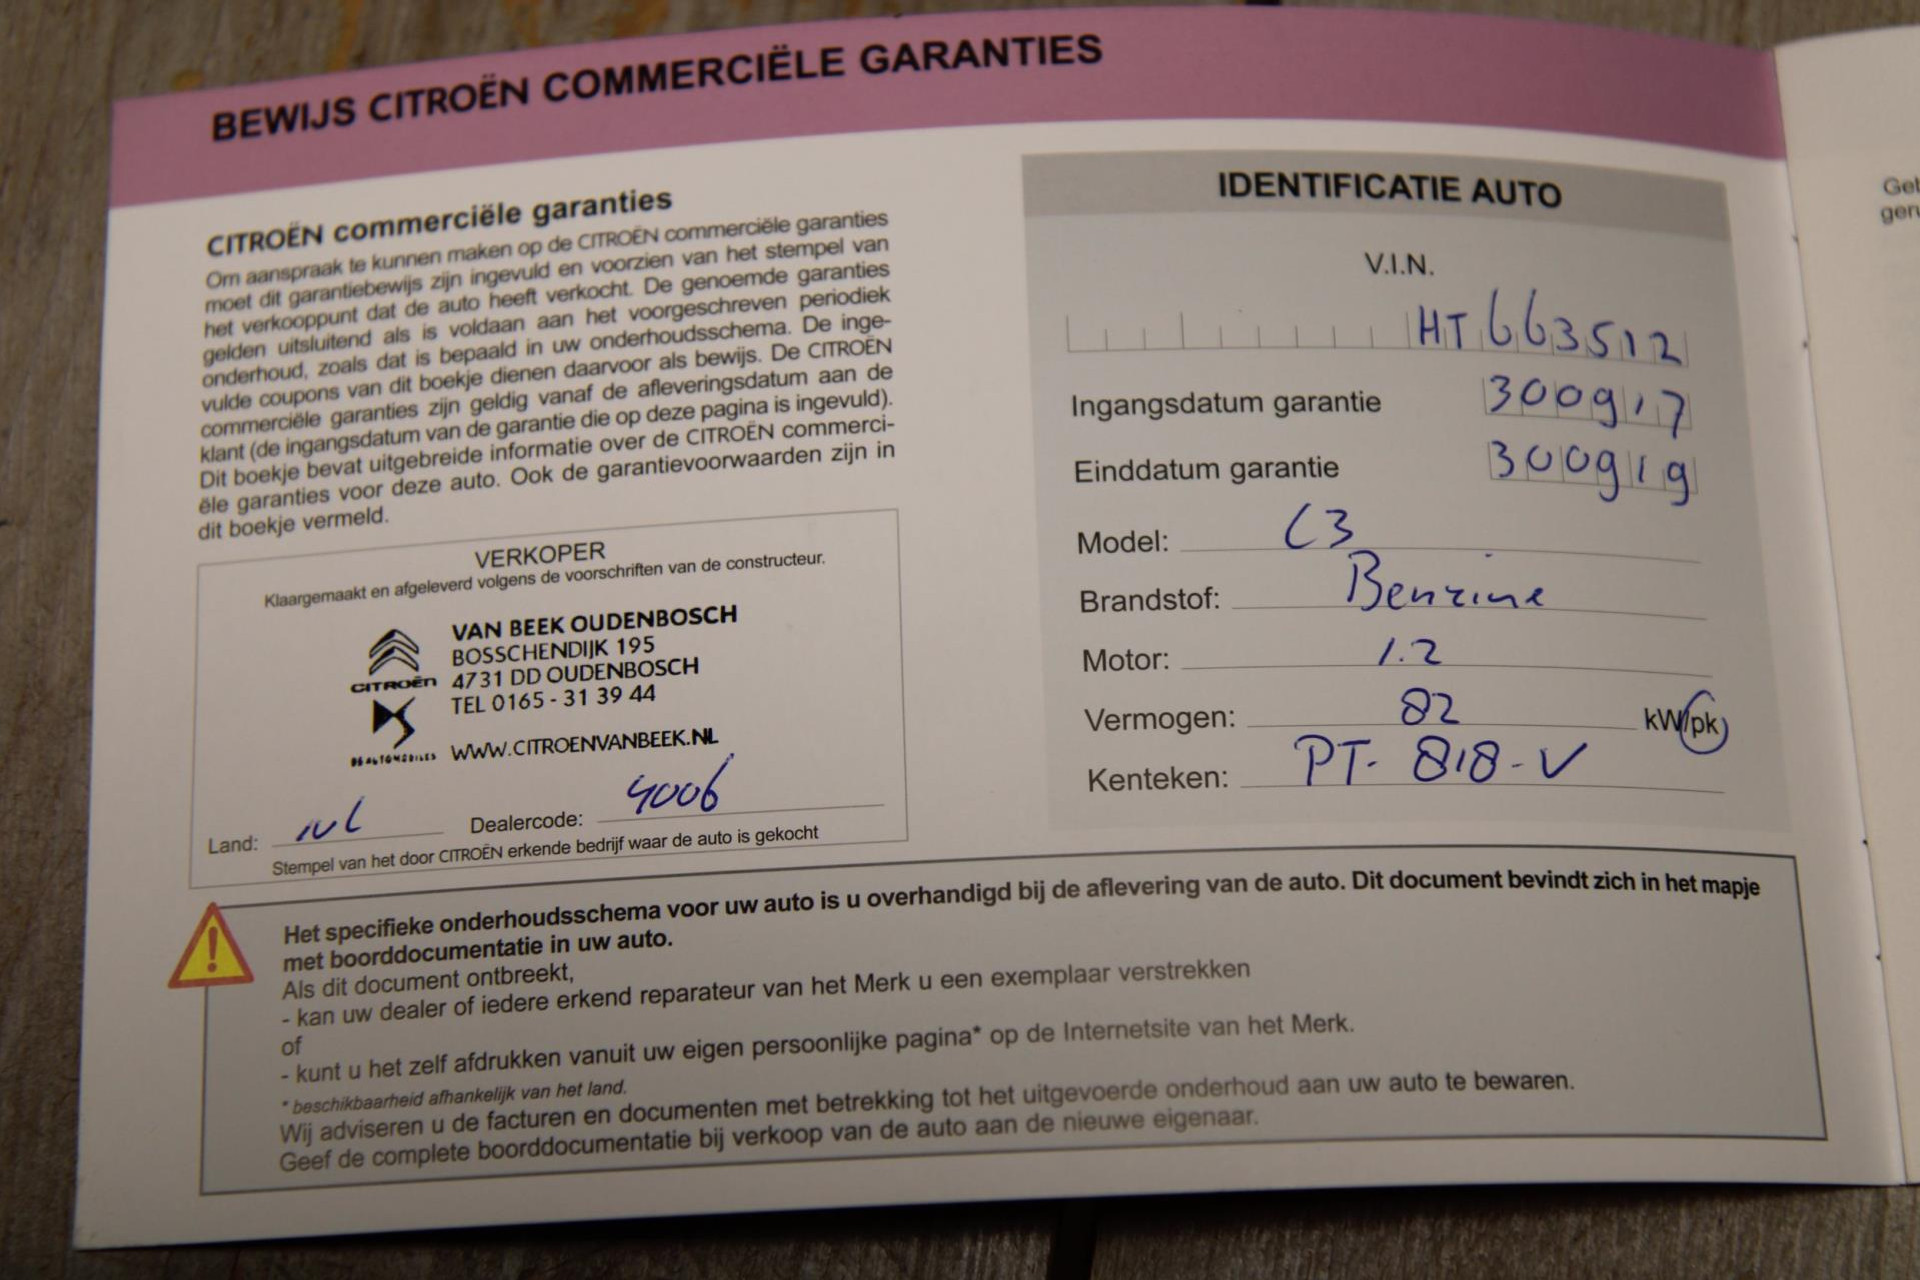 BEWIJS CITROËN COMMERCIËLE GARANTIES
CITROËN commerciële garanties
Om aanspraak te kunnen maken op de CITROËN commerciële garanties
moet dit garantiebewijs zijn ingevuld en voorzien van het stempel van
het verkooppunt dat de auto heeft verkocht. De genoemde garanties
gelden uitsluitend als is voldaan aan het voorgeschreven periodiek
onderhoud, zoals dat is bepaald in uw onderhoudsschema. De inge-
vulde coupons van dit boekje dienen daarvoor als bewijs. De CITROËN
commerciële garanties zijn geldig vanaf de afleveringsdatum aan de
klant (de ingangsdatum van de garantie die op deze pagina is ingevuld).
Dit boekje bevat uitgebreide informatie over de CITROËN commerci-
ële garanties voor deze auto. Ook de garantievoorwaarden zijn in
dit boekje vermeld.
VERKOPER
Klaargemaakt en afgeleverd volgens de voorschriften van de constructeur.
VAN BEEK OUDENBOSCH
BOSSCHENDIJK 195
CITROËN 4731 DD OUDENBOSCH
TEL 0165 - 31 39 44
DS AUTOMOBILES WWW.CITROENVANBEEK.NL
Land: NL Dealercode: 4006
Stempel van het door CITROËN erkende bedrijf waar de auto is gekocht
IDENTIFICATIE AUTO
V.I.N.
HT663512
Ingangsdatum garantie 300917
Einddatum garantie 300919
Model: C3
Brandstof: Benzine
Motor: 1.2
Vermogen: 82 kW/pk
Kenteken: PT-818-V
Het specifieke onderhoudsschema voor uw auto is u overhandigd bij de aflevering van de auto. Dit document bevindt zich in het mapje
met boorddocumentatie in uw auto.
Als dit document ontbreekt,
- kan uw dealer of iedere erkend reparateur van het Merk u een exemplaar verstrekken
of
- kunt u het zelf afdrukken vanuit uw eigen persoonlijke pagina* op de Internetsite van het Merk.
* beschikbaarheid afhankelijk van het land.
Wij adviseren u de facturen en documenten met betrekking tot het uitgevoerde onderhoud aan uw auto te bewaren.
Geef de complete boorddocumentatie bij verkoop van de auto aan de nieuwe eigenaar.